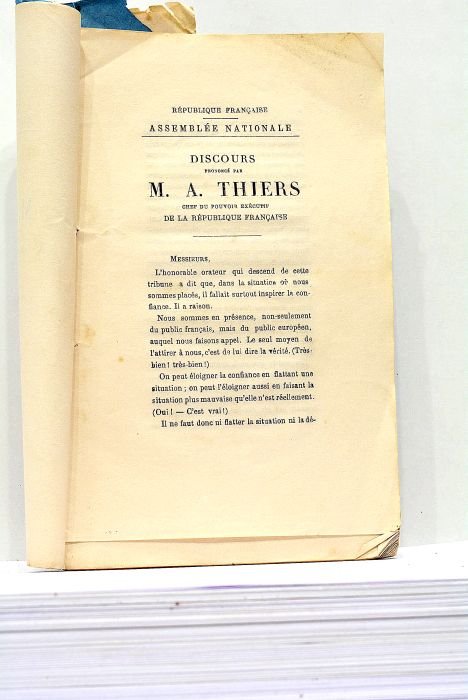 RÉPUBLIQUE FRANÇAISE
ASSEMBLÉE NATIONALE
DISCOURS
PRONONCÉ PAR
M. A. THIERS
CHEF DU POUVOIR EXÉCUTIF
DE LA RÉPUBLIQUE FRANÇAISE
MESSIEURS,
L'honorable orateur qui descend de cette
tribune a dit que, dans la situation où nous
sommes placés, il fallait surtout inspirer la con-
fiance. Il a raison.
Nous sommes en présence, non-seulement
du public français, mais du public européen,
auquel nous faisons appel. Le seul moyen de
l'attirer à nous, c'est de lui dire la vérité. (Très-
bien! très-bien!)
On peut éloigner la confiance en flattant une
situation; on peut l'éloigner aussi en faisant la
situation plus mauvaise qu'elle n'est réellement.
(Oui! — C'est vrai!)
Il ne faut donc ni flatter la situation ni la dé-